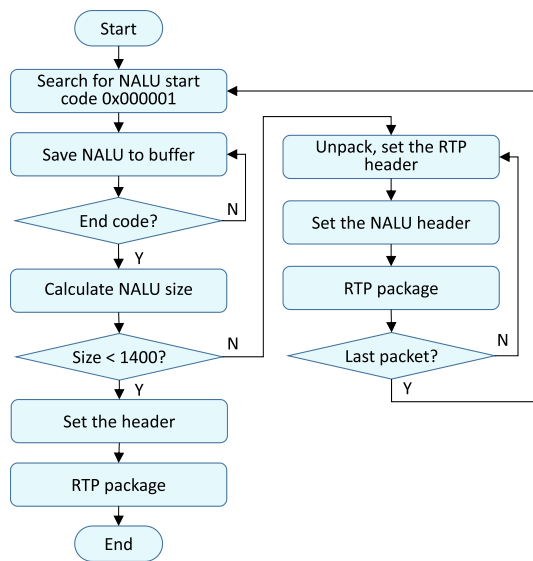 Start
Search for NALU start
code 0x000001
Save NALU to buffer
End code?
N
Y
Calculate NALU size
Size < 1400?
N
Y
Set the header
RTP package
End
Unpack, set the RTP
header
Set the NALU header
RTP package
Last packet?
N
Y